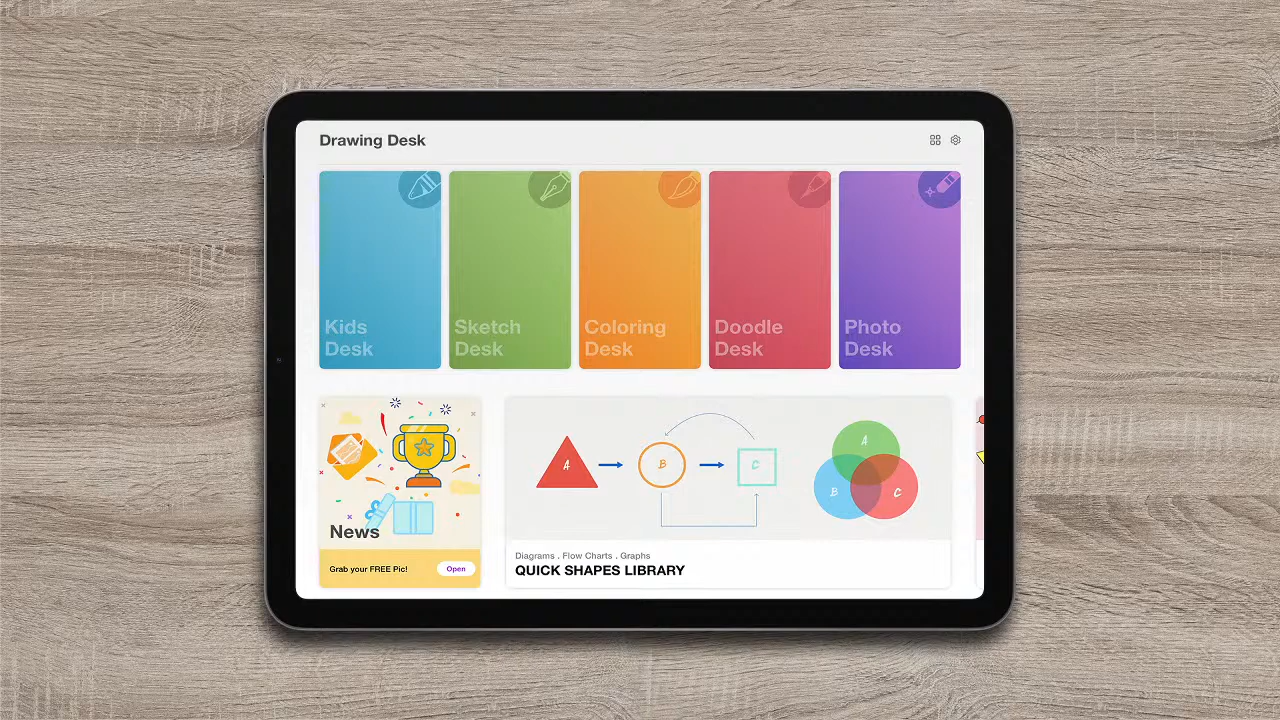 Drawing Desk
Kids
Desk
Sketch
Desk
Coloring
Desk
Doodle
Desk
Photo
Desk
News
Grab your FREE Pic!
Open
A
B
C
A
B
C
Diagrams . Flow Charts . Graphs
QUICK SHAPES LIBRARY